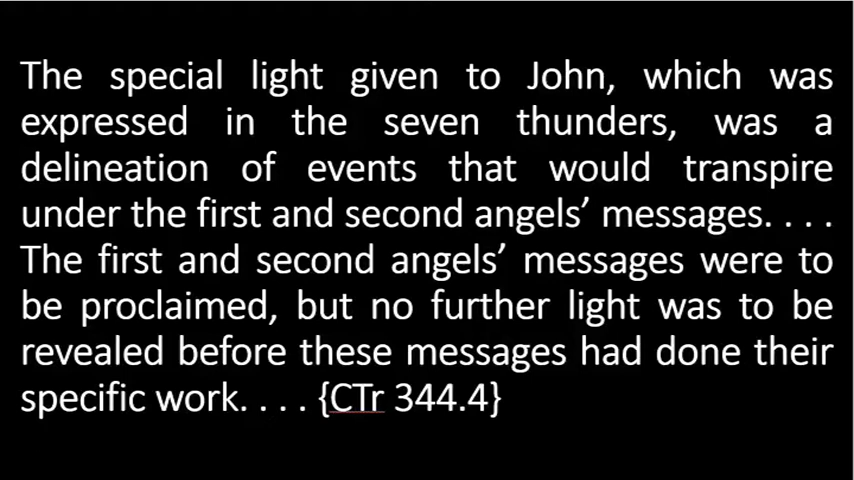 The special light given to John, which was
expressed in the seven thunders, was a
delineation of events that would transpire
under the first and second angels’ messages. . . .
The first and second angels’ messages were to
be proclaimed, but no further light was to be
revealed before these messages had done their
specific work. . . . {CTr 344.4}